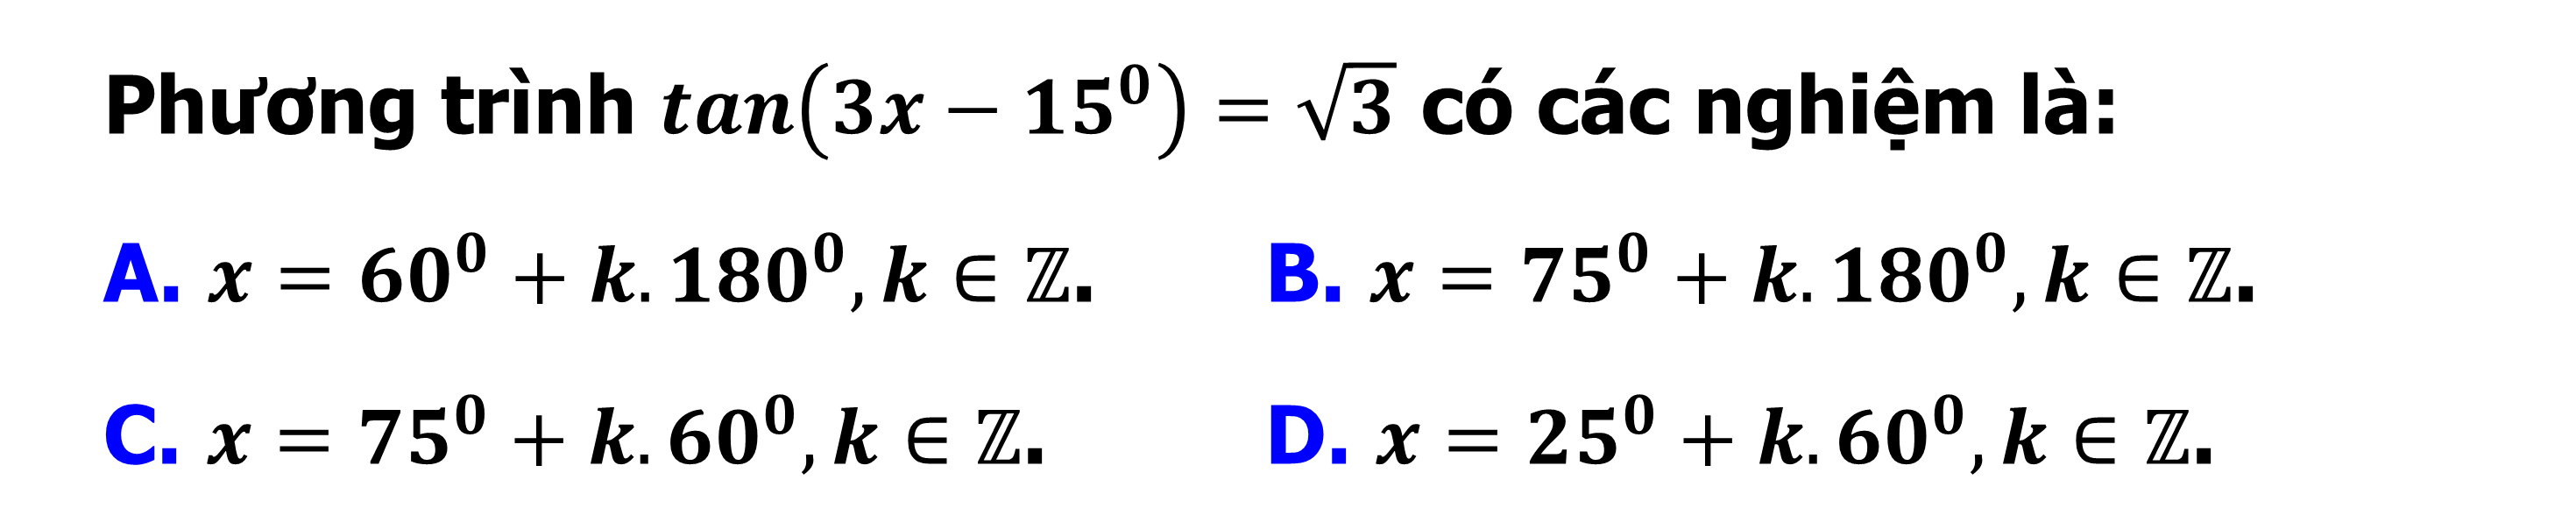 Phương trình tan(3x − 15⁰) = √3 có các nghiệm là:
A. x = 60⁰ + k. 180⁰, k ∈ ℤ. B. x = 75⁰ + k. 180⁰, k ∈ ℤ.
C. x = 75⁰ + k. 60⁰, k ∈ ℤ. D. x = 25⁰ + k. 60⁰, k ∈ ℤ.